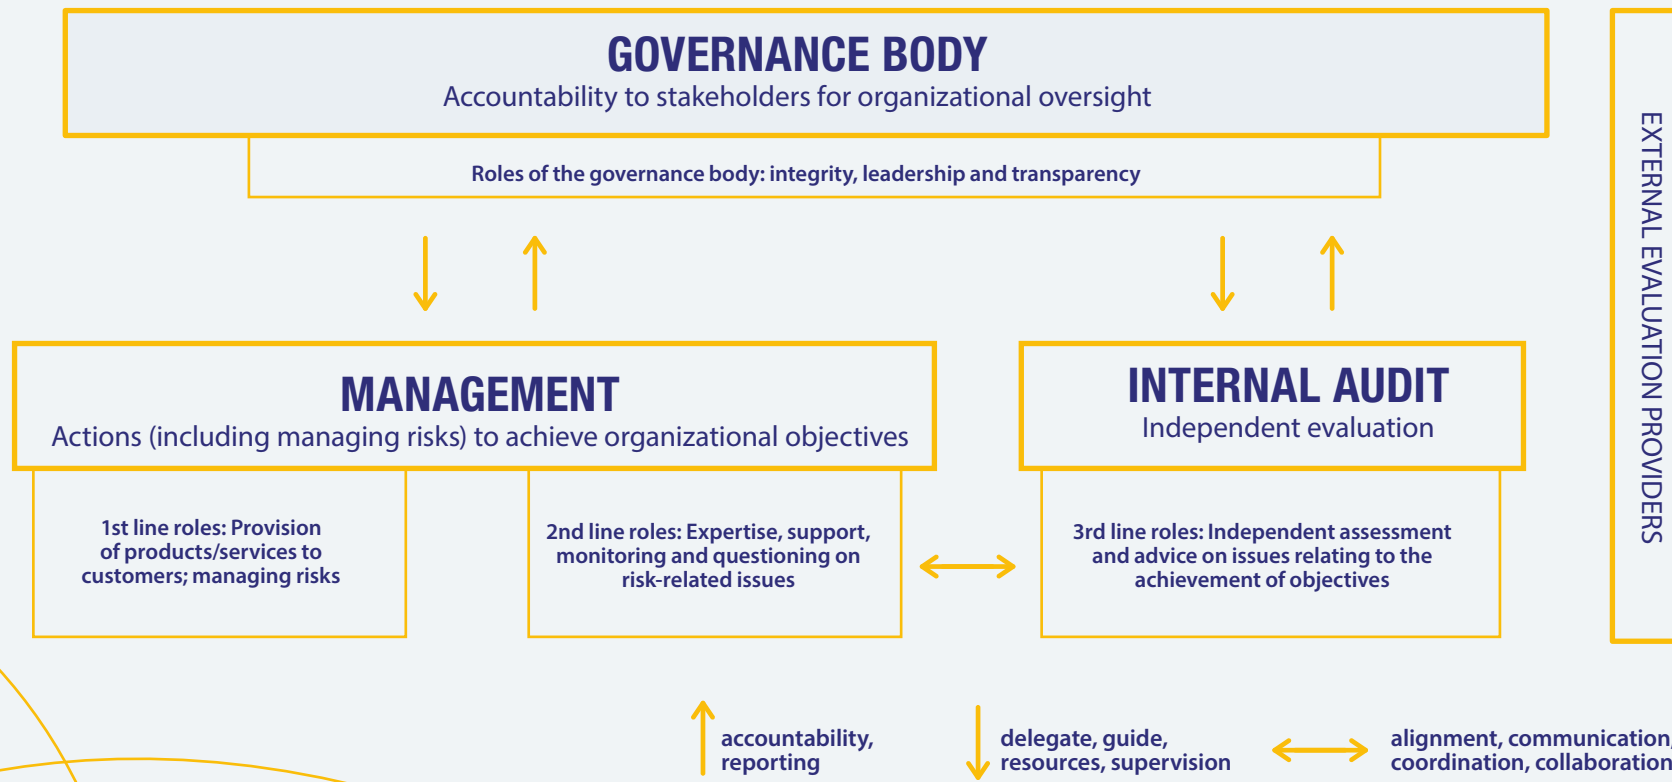 GOVERNANCE BODY
Accountability to stakeholders for organizational oversight
Roles of the governance body: integrity, leadership and transparency
MANAGEMENT
Actions (including managing risks) to achieve organizational objectives
1st line roles: Provision
of products/services to
customers; managing risks
2nd line roles: Expertise, support,
monitoring and questioning on
risk-related issues
INTERNAL AUDIT
Independent evaluation
3rd line roles: Independent assessment
and advice on issues relating to the
achievement of objectives
EXTERNAL EVALUATION PROVIDERS
accountability,
reporting
delegate, guide,
resources, supervision
alignment, communication,
coordination, collaboration